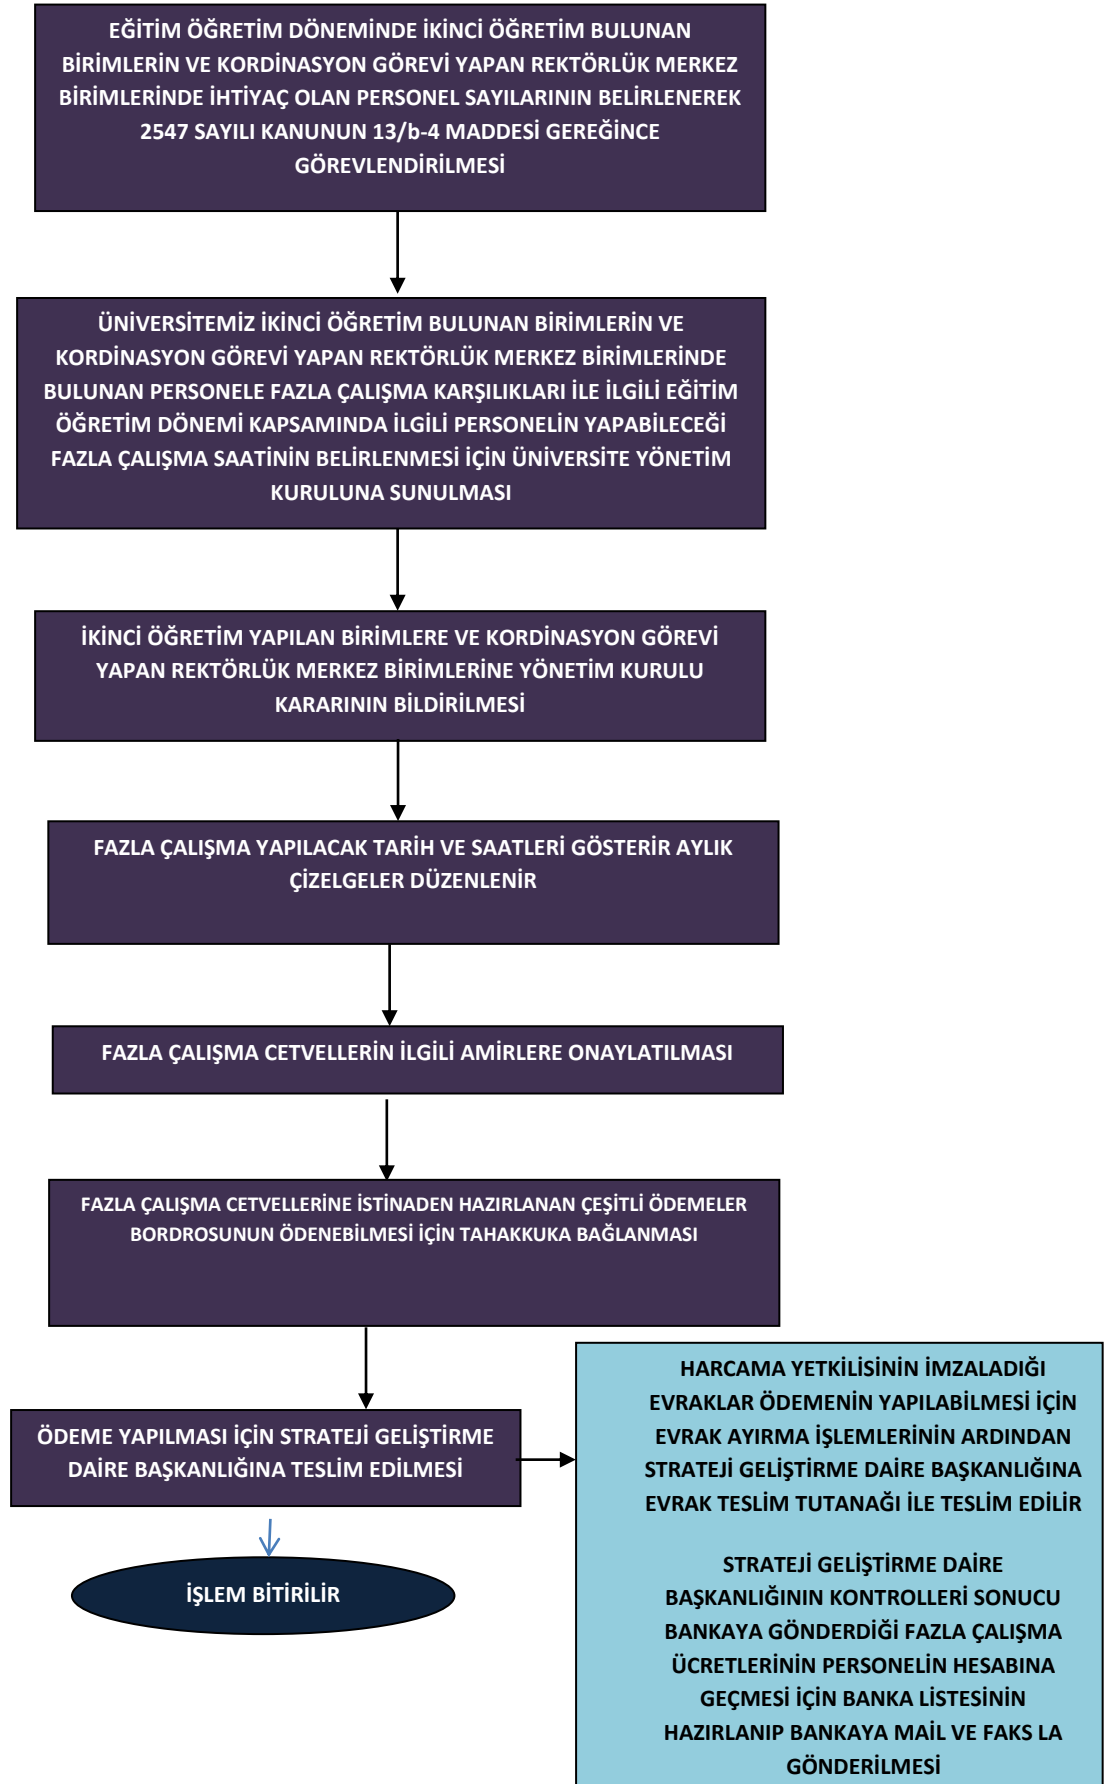 EĞİTİM ÖĞRETİM DÖNEMİNDE İKİNCİ ÖĞRETİM BULUNAN
BİRİMLERİN VE KORDİNASYON GÖREVİ YAPAN REKTÖRLÜK MERKEZ
BİRİMLERİNDE İHTİYAÇ OLAN PERSONEL SAYILARININ BELİRLENEREK
2547 SAYILI KANUNUN 13/b-4 MADDESİ GEREĞİNCE
GÖREVLENDİRİLMESİ
ÜNİVERSİTEMİZ İKİNCİ ÖĞRETİM BULUNAN BİRİMLERİN VE
KORDİNASYON GÖREVİ YAPAN REKTÖRLÜK MERKEZ BİRİMLERİNDE
BULUNAN PERSONELE FAZLA ÇALIŞMA KARŞILIKLARI İLE İLGİLİ EĞİTİM
ÖĞRETİM DÖNEMİ KAPSAMINDA İLGİLİ PERSONELİN YAPABİLECEĞİ
FAZLA ÇALIŞMA SAATİNİN BELİRLENMESİ İÇİN ÜNİVERSİTE YÖNETİM
KURULUNA SUNULMASI
İKİNCİ ÖĞRETİM YAPILAN BİRİMLERE VE KORDİNASYON GÖREVİ
YAPAN REKTÖRLÜK MERKEZ BİRİMLERİNE YÖNETİM KURULU
KARARININ BİLDİRİLMESİ
FAZLA ÇALIŞMA YAPILACAK TARİH VE SAATLERİ GÖSTERİR AYLIK
ÇİZELGELER DÜZENLENİR
FAZLA ÇALIŞMA CETVELLERİN İLGİLİ AMİRLERE ONAYLATILMASI
FAZLA ÇALIŞMA CETVELLERİNE İSTİNADEN HAZIRLANAN ÇEŞİTLİ ÖDEMELER
BORDROSUNUN ÖDENEBİLMESİ İÇİN TAHAKKUKA BAĞLANMASI
ÖDEME YAPILMASI İÇİN STRATEJİ GELİŞTİRME
DAİRE BAŞKANLIĞINA TESLİM EDİLMESİ
İŞLEM BİTİRİLİR
HARCAMA YETKİLİSİNİN İMZALADIĞI
EVRAKLAR ÖDEMENİN YAPILABİLMESİ İÇİN
EVRAK AYIRMA İŞLEMLERİNİN ARDINDAN
STRATEJİ GELİŞTİRME DAİRE BAŞKANLIĞINA
EVRAK TESLİM TUTANAĞI İLE TESLİM EDİLİR
STRATEJİ GELİŞTİRME DAİRE
BAŞKANLIĞININ KONTROLLERİ SONUCU
BANKAYA GÖNDERDİĞİ FAZLA ÇALIŞMA
ÜCRETLERİNİN PERSONELİN HESABINA
GEÇMESİ İÇİN BANKA LİSTESİNİN
HAZIRLANIP BANKAYA MAİL VE FAKS LA
GÖNDERİLMESİ